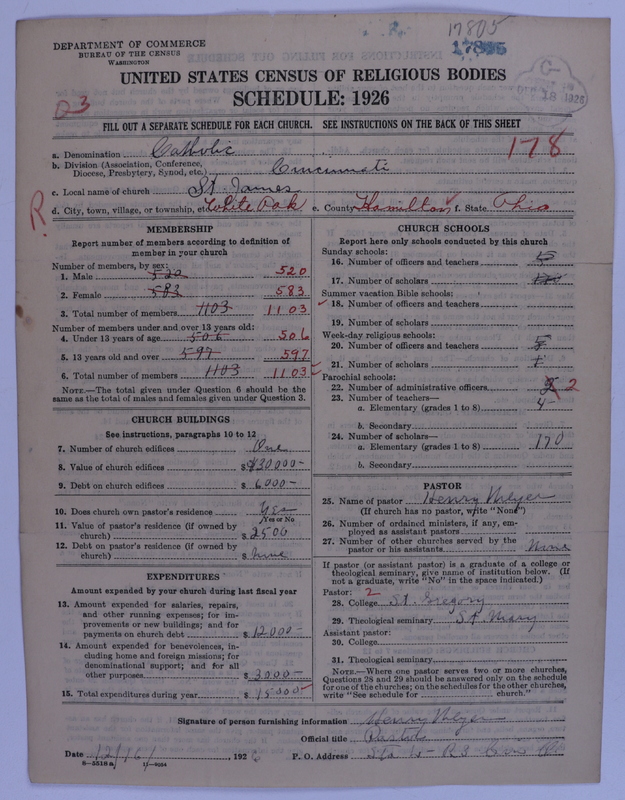 17805
17805
DEPARTMENT OF COMMERCE
BUREAU OF THE CENSUS
WASHINGTON
UNITED STATES CENSUS OF RELIGIOUS BODIES
SCHEDULE: 1926
FILL OUT A SEPARATE SCHEDULE FOR EACH CHURCH. SEE INSTRUCTIONS ON THE BACK OF THIS SHEET
178
a. Denomination Catholic
b. Division (Association, Conference, Diocese, Presbytery, Synod, etc.) Cincinnati
c. Local name of church St. James
R
d. City, town, village, or township, etc. White Oak e. County Hamilton f. State Ohio
MEMBERSHIP
Report number of members according to definition of
member in your church
Number of members, by sex:
1. Male 520 520
2. Female 583 583
3. Total number of members 1103 1103
Number of members under and over 13 years old:
4. Under 13 years of age 506 506
5. 13 years old and over 597 597
6. Total number of members 1103 1103
NOTE.—The total given under Question 6 should be the
same as the total of males and females given under Question 3.
CHURCH BUILDINGS
See instructions, paragraphs 10 to 12
7. Number of church edifices One
8. Value of church edifices $ 30000-
9. Debt on church edifices $ 6000-
10. Does church own pastor's residence Yes
Yes or No
11. Value of pastor's residence (if owned by
church) $ 2500
12. Debt on pastor's residence (if owned by
church) $ None
EXPENDITURES
Amount expended by your church during last fiscal year
13. Amount expended for salaries, repairs,
and other running expenses; for im-
provements or new buildings; and for
payments on church debt $ 12000-
14. Amount expended for benevolences, in-
cluding home and foreign missions; for
denominational support; and for all
other purposes $ 3000-
15. Total expenditures during year $ 15000
CHURCH SCHOOLS
Report here only schools conducted by this church
Sunday schools:
16. Number of officers and teachers
17. Number of scholars
Summer vacation Bible schools:
18. Number of officers and teachers
19. Number of scholars
Week-day religious schools:
20. Number of officers and teachers
21. Number of scholars
Parochial schools:
22. Number of administrative officers 2
23. Number of teachers—
a. Elementary (grades 1 to 8) 4
b. Secondary
24. Number of scholars—
a. Elementary (grades 1 to 8) 170
b. Secondary
PASTOR
25. Name of pastor Henry Meyer
(If church has no pastor, write "None")
26. Number of ordained ministers, if any, em-
ployed as assistant pastors
27. Number of other churches served by the
pastor or his assistants None
If pastor (or assistant pastor) is a graduate of a college or
theological seminary, give name of institution below. (If
not a graduate, write "No" in the space indicated.)
Pastor: 2
28. College St. Gregory
29. Theological seminary St. Mary
Assistant pastor:
30. College
31. Theological seminary
NOTE.—Where one pastor serves two or more churches,
Questions 28 and 29 should be answered only on the schedule
for one of the churches; on the schedules for the other churches,
write "See schedule for church."
Signature of person furnishing information Henry Meyer
Official title Pastor
Date 12/16/, 192
P. O. Address R3
8-5518a 11-9054